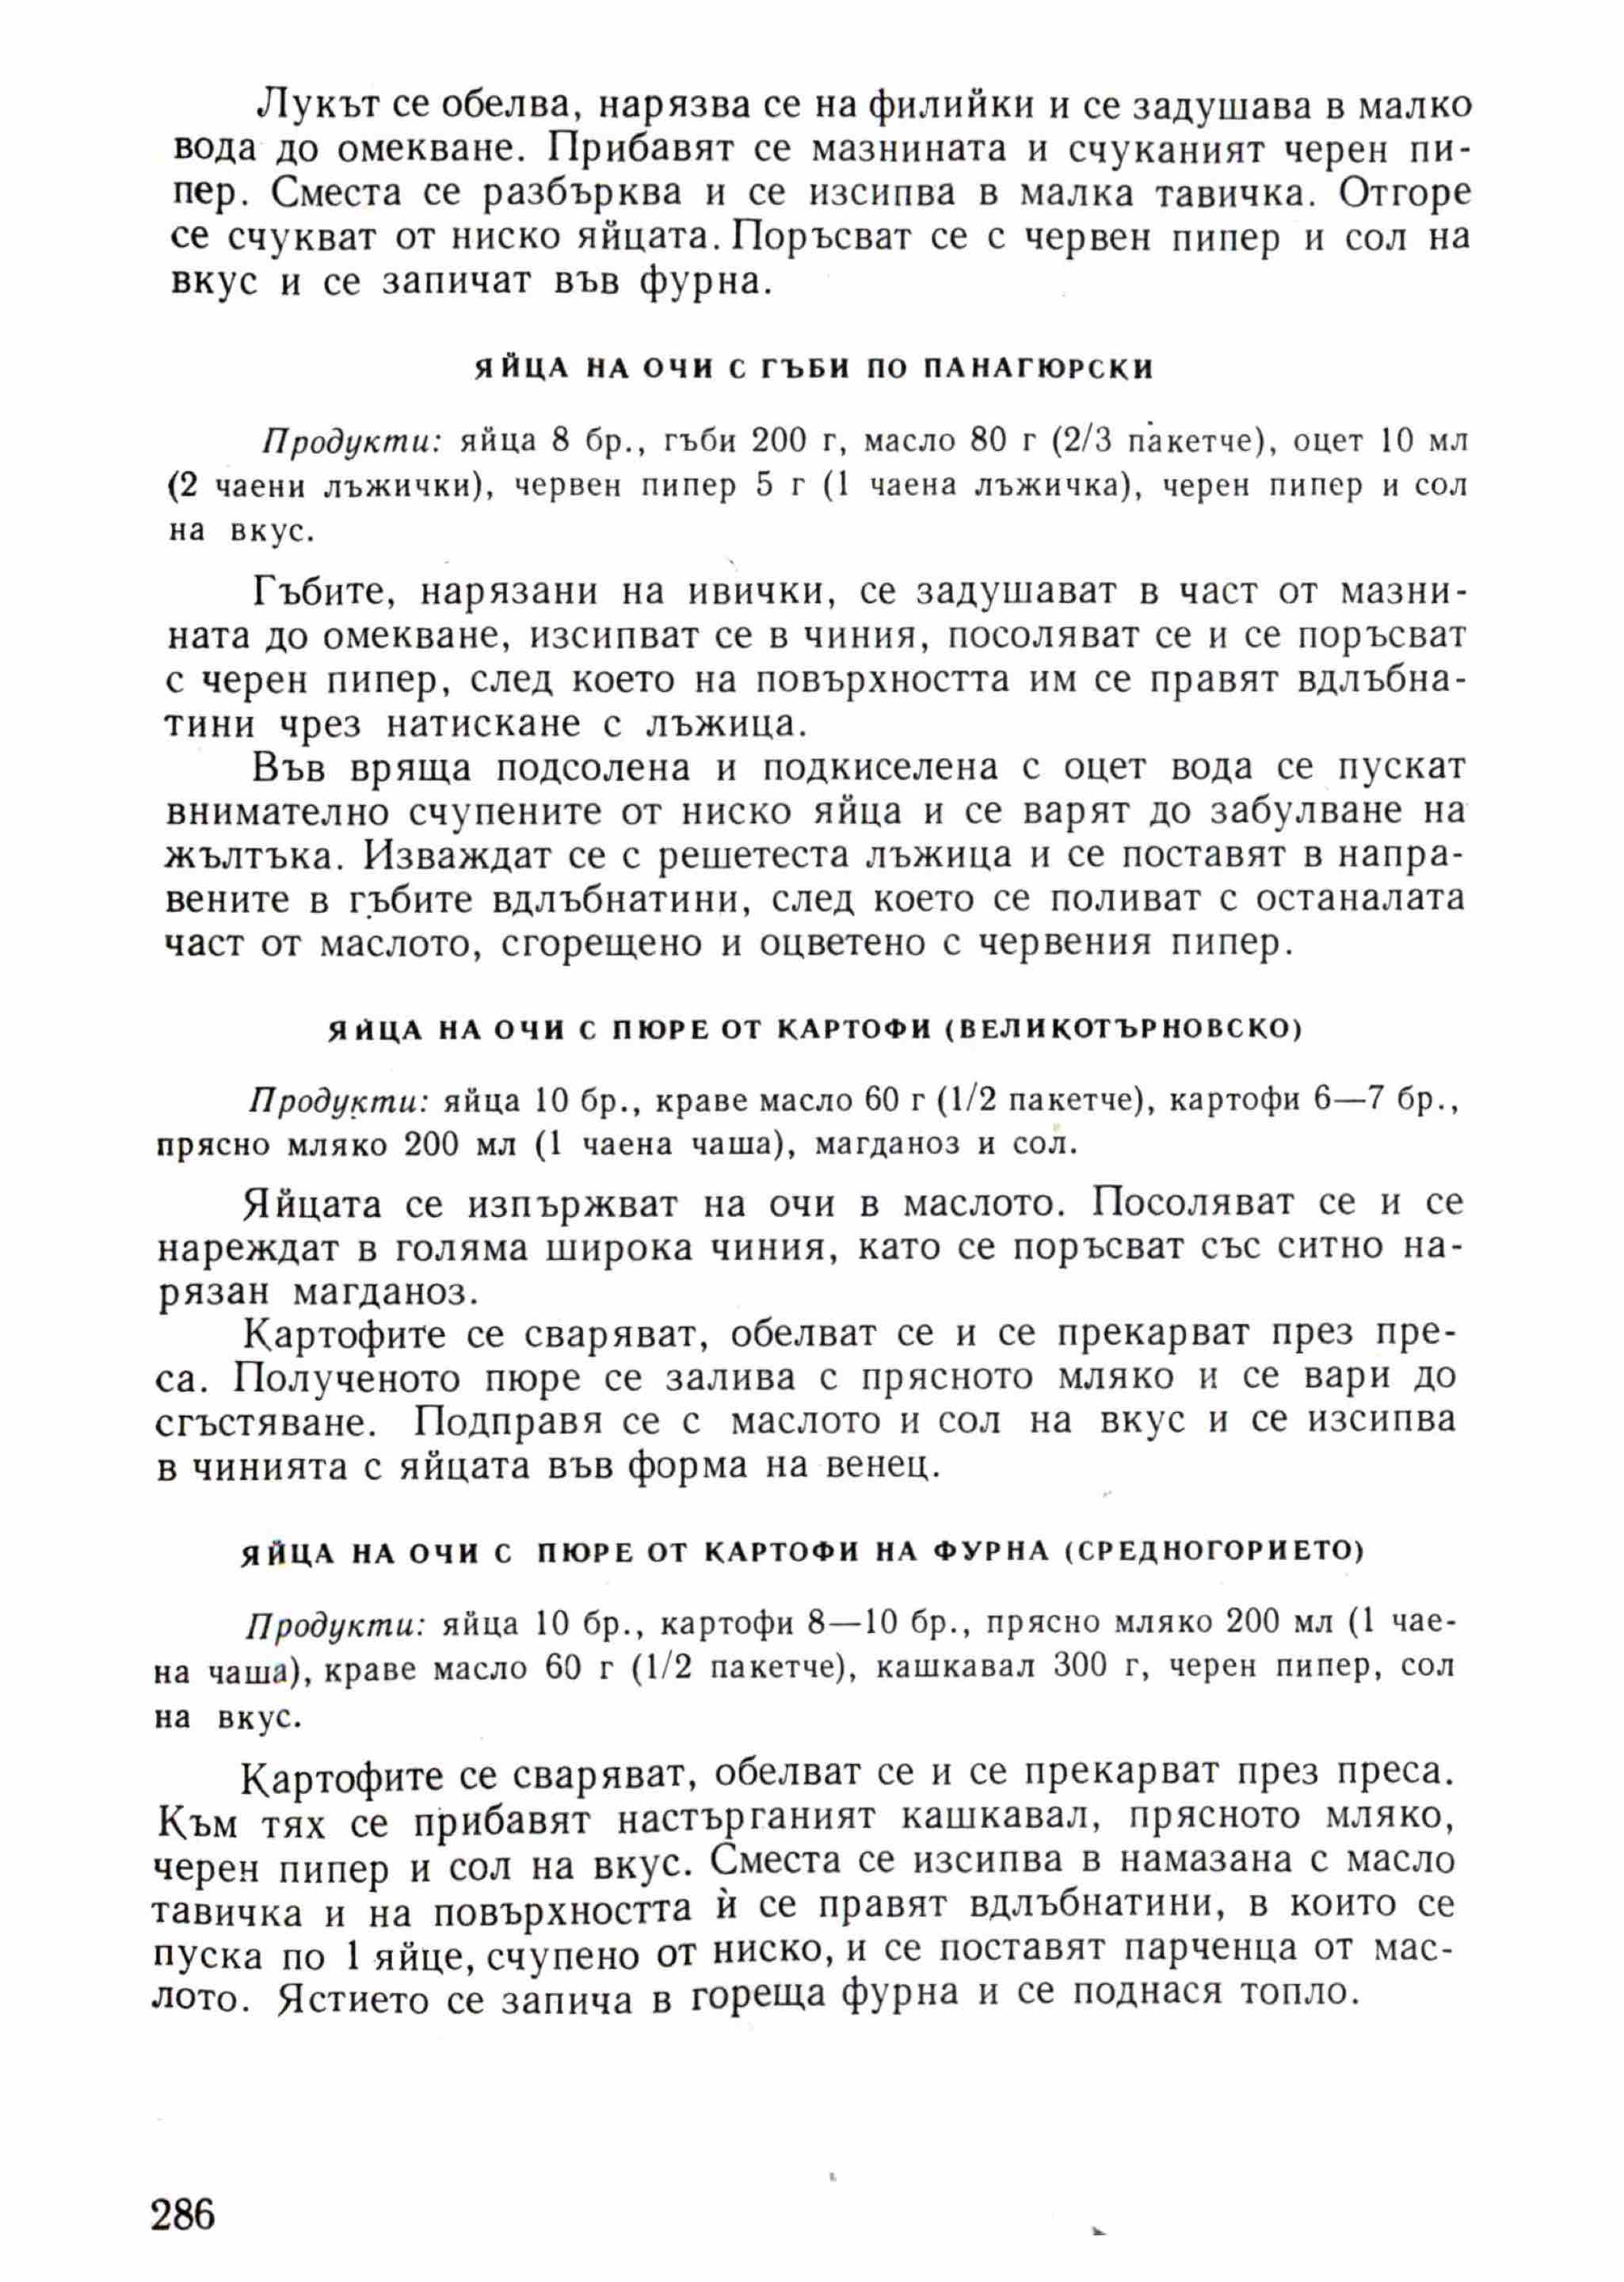 Лукът се обелва, нарязва се на филийки и се задушава в малко
вода до омекване. Прибавят се мазнината и счуканият черен пи-
пер. Сместа се разбърква и се изсипва в малка тавичка. Отгоре
се счукват от ниско яйцата. Поръсват се с червен пипер и сол на
вкус и се запичат във фурна.
ЯЙЦА НА ОЧИ С ГЪБИ ПО ПАНАГЮРСКИ
Продукти: яйца 8 бр., гъби 200 г, масло 80 г (2/3 пакетче), оцет 10 мл
(2 чаени лъжички), червен пипер 5 г (1 чаена лъжичка), черен пипер и сол
на вкус.
Гъбите, нарязани на ивички, се задушават в част от мазни-
ната до омекване, изсипват се в чиния, посоляват се и се поръсват
с черен пипер, след което на повърхността им се правят вдлъбна-
тини чрез натискане с лъжица.
Във вряща подсолена и подкиселена с оцет вода се пускат
внимателно счупените от ниско яйца и се варят до забулване на
жълтъка. Изваждат се с решетеста лъжица и се поставят в напра-
вените в гъбите вдлъбнатини, след което се поливат с останалата
част от маслото, сгорещено и оцветено с червения пипер.
ЯЙЦА НА ОЧИ С ПЮРЕ ОТ КАРТОФИ (ВЕЛИКОТЪРНОВСКО)
Продукти: яйца 10 бр., краве масло 60 г (1/2 пакетче), картофи 6—7 бр.,
прясно мляко 200 мл (1 чаена чаша), магданоз и сол.
Яйцата се изпържват на очи в маслото. Посоляват се и се
нареждат в голяма широка чиния, като се поръсват със ситно на-
рязан магданоз.
Картофите се сваряват, обелват се и се прекарват през пре-
са. Полученото пюре се залива с прясното мляко и се вари до
сгъстяване. Подправя се с маслото и сол на вкус и се изсипва
в чинията с яйцата във форма на венец.
ЯЙЦА НА ОЧИ С ПЮРЕ ОТ КАРТОФИ НА ФУРНА (СРЕДНОГОРИЕТО)
Продукти: яйца 10 бр., картофи 8—10 бр., прясно мляко 200 мл (1 чае-
на чаша), краве масло 60 г (1/2 пакетче), кашкавал 300 г, черен пипер, сол
на вкус.
Картофите се сваряват, обелват се и се прекарват през преса.
Към тях се прибавят настърганият кашкавал, прясното мляко,
черен пипер и сол на вкус. Сместа се изсипва в намазана с масло
тавичка и на повърхността ѝ се правят вдлъбнатини, в които се
пуска по 1 яйце, счупено от ниско, и се поставят парченца от мас-
лото. Ястието се запича в гореща фурна и се поднася топло.
286